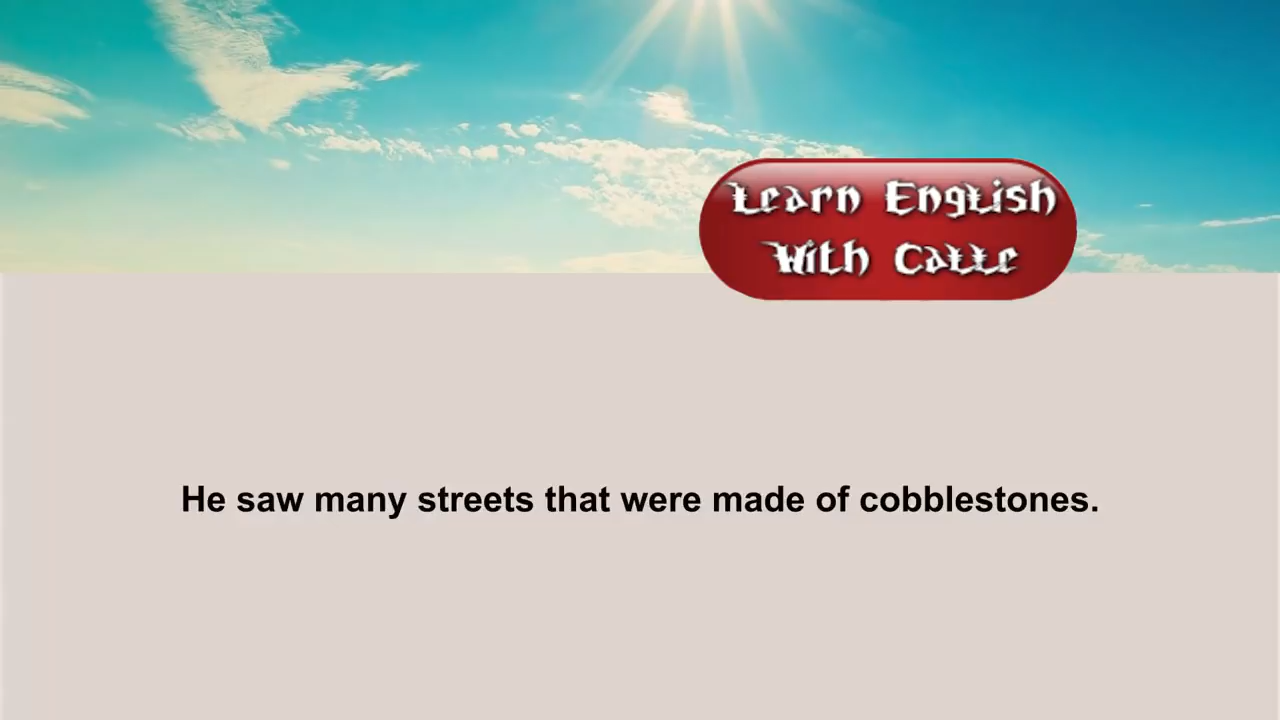 Learn English
With Calle
He saw many streets that were made of cobblestones.